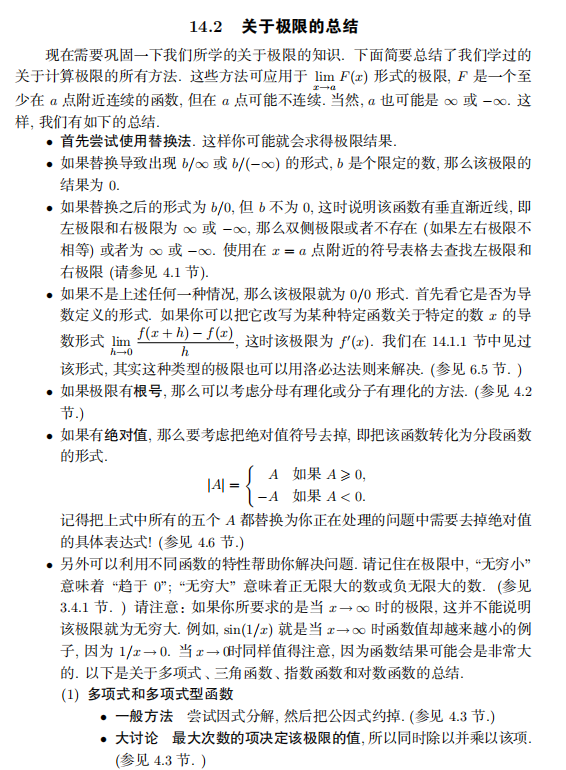 14.2 关于极限的总结
现在需要巩固一下我们所学的关于极限的知识. 下面简要总结了我们学过的
关于计算极限的所有方法. 这些方法可应用于 lim F(x) 形式的极限, F 是一个至
x→a
少在 a 点附近连续的函数, 但在 a 点可能不连续. 当然, a 也可能是 ∞ 或 −∞. 这
样, 我们有如下的总结.
• 首先尝试使用替换法. 这样你可能就会求得极限结果.
• 如果替换导致出现 b/∞ 或 b/(−∞) 的形式, b 是个限定的数, 那么该极限的
结果为 0.
• 如果替换之后的形式为 b/0, 但 b 不为 0, 这时说明该函数有垂直渐近线, 即
左极限和右极限为 ∞ 或 −∞, 那么双侧极限或者不存在 (如果左右极限不
相等) 或者为 ∞ 或 −∞. 使用在 x = a 点附近的符号表格去查找左极限和
右极限 (请参见 4.1 节).
• 如果不是上述任何一种情况, 那么该极限就为 0/0 形式. 首先看它是否为导
数定义的形式. 如果你可以把它改写为某种特定函数关于特定的数 x 的导
数形式 lim f(x + h) − f(x) / h, 这时该极限为 f′(x). 我们在 14.1.1 节中见过
h→0
该形式, 其实这种类型的极限也可以用洛必达法则来解决. (参见 6.5 节. )
• 如果极限有根号, 那么可以考虑分母有理化或分子有理化的方法. (参见 4.2
节.)
• 如果有绝对值, 那么要考虑把绝对值符号去掉, 即把该函数转化为分段函数
的形式.
|A| = { A 如果 A ⩾ 0,
−A 如果 A < 0.
记得把上式中所有的五个 A 都替换为你正在处理的问题中需要去掉绝对值
的具体表达式! (参见 4.6 节.)
• 另外可以利用不同函数的特性帮助你解决问题. 请记住在极限中, “无穷小”
意味着 “趋于 0”; “无穷大” 意味着正无限大的数或负无限大的数. (参见
3.4.1 节. ) 请注意: 如果你所要求的是当 x→∞ 时的极限, 这并不能说明
该极限就为无穷大. 例如, sin(1/x) 就是当 x→∞ 时函数值却越来越小的例
子, 因为 1/x→0. 当 x→0时同样值得注意, 因为函数结果可能会是非常大
的. 以下是关于多项式、三角函数、指数函数和对数函数的总结.
(1) 多项式和多项式型函数
• 一般方法 尝试因式分解, 然后把公因式约掉. (参见 4.3 节.)
• 大讨论 最大次数的项决定该极限的值, 所以同时除以并乘以该项.
(参见 4.3 节. )